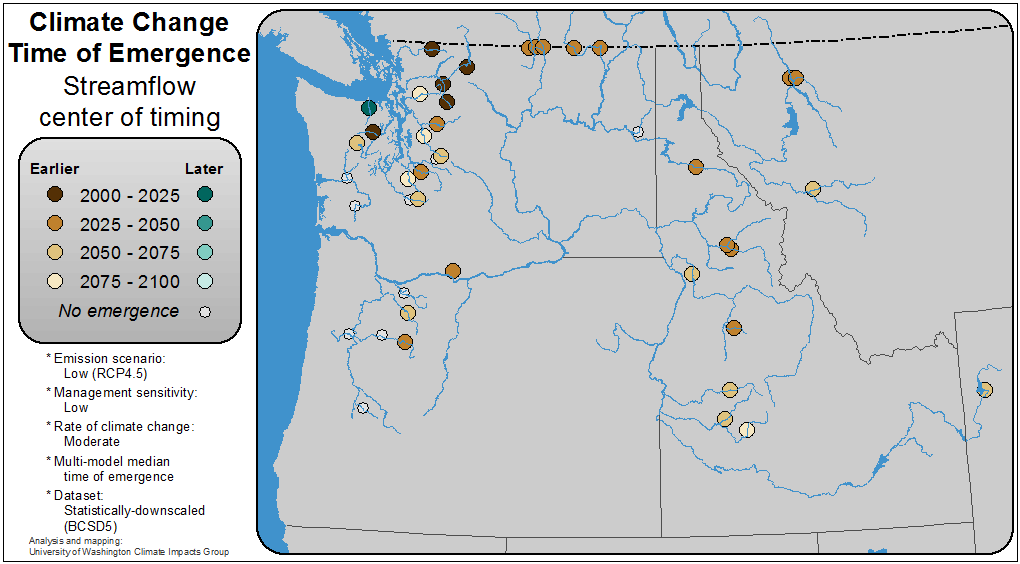 Climate Change
Time of Emergence
Streamflow
center of timing
Earlier Later
2000 - 2025
2025 - 2050
2050 - 2075
2075 - 2100
No emergence
* Emission scenario:
Low (RCP4.5)
* Management sensitivity:
Low
* Rate of climate change:
Moderate
* Multi-model median
time of emergence
* Dataset:
Statistically-downscaled
(BCSD5)
Analysis and mapping:
University of Washington Climate Impacts Group